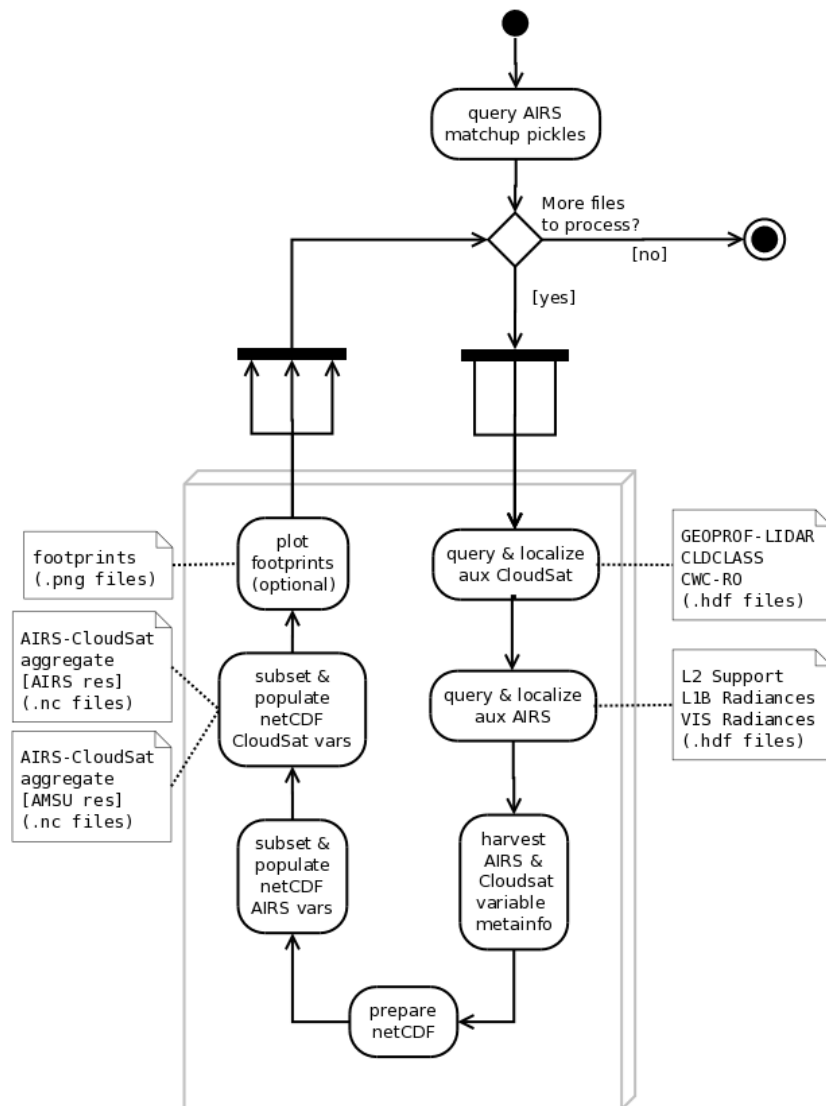 query AIRS
matchup pickles
More files
to process?
[no]
[yes]
plot
footprints
(optional)
footprints
(.png files)
query & localize
aux CloudSat
GEOPROF-LIDAR
CLDCLASS
CWC-RO
(.hdf files)
AIRS-CloudSat
aggregate
[AIRS res]
(.nc files)
subset &
populate
netCDF
CloudSat vars
query & localize
aux AIRS
L2 Support
L1B Radiances
VIS Radiances
(.hdf files)
AIRS-CloudSat
aggregate
[AMSU res]
(.nc files)
subset &
populate
netCDF
AIRS vars
harvest
AIRS &
Cloudsat
variable
metainfo
prepare
netCDF